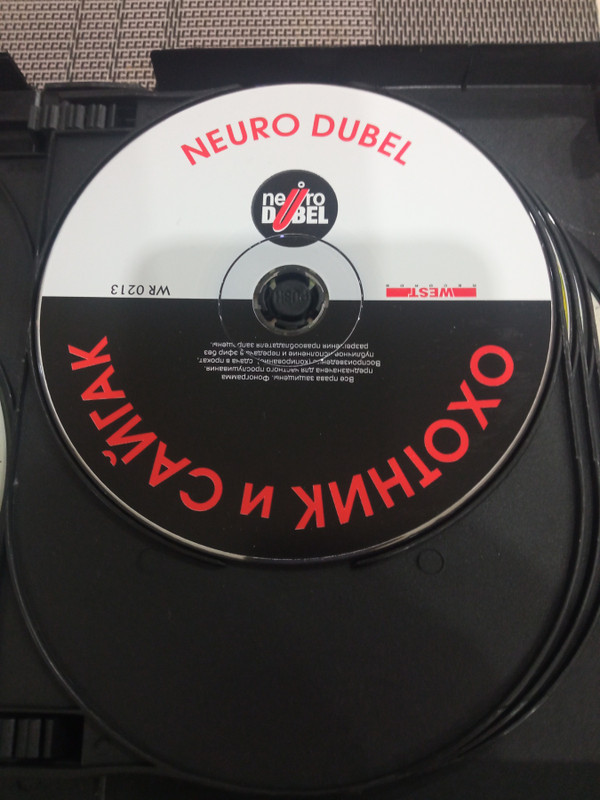 NEURO DUBEL
neuro
DUBEL
WR 0213
WEST
RECORDS
Все права защищены. Фонограмма
предназначена для частного прослушивания.
Воспроизведение (копирование), сдача в прокат,
публичное исполнение и передача в эфир без
разрешения правообладателя запрещены.
ОХОТНИК и САЙГАК